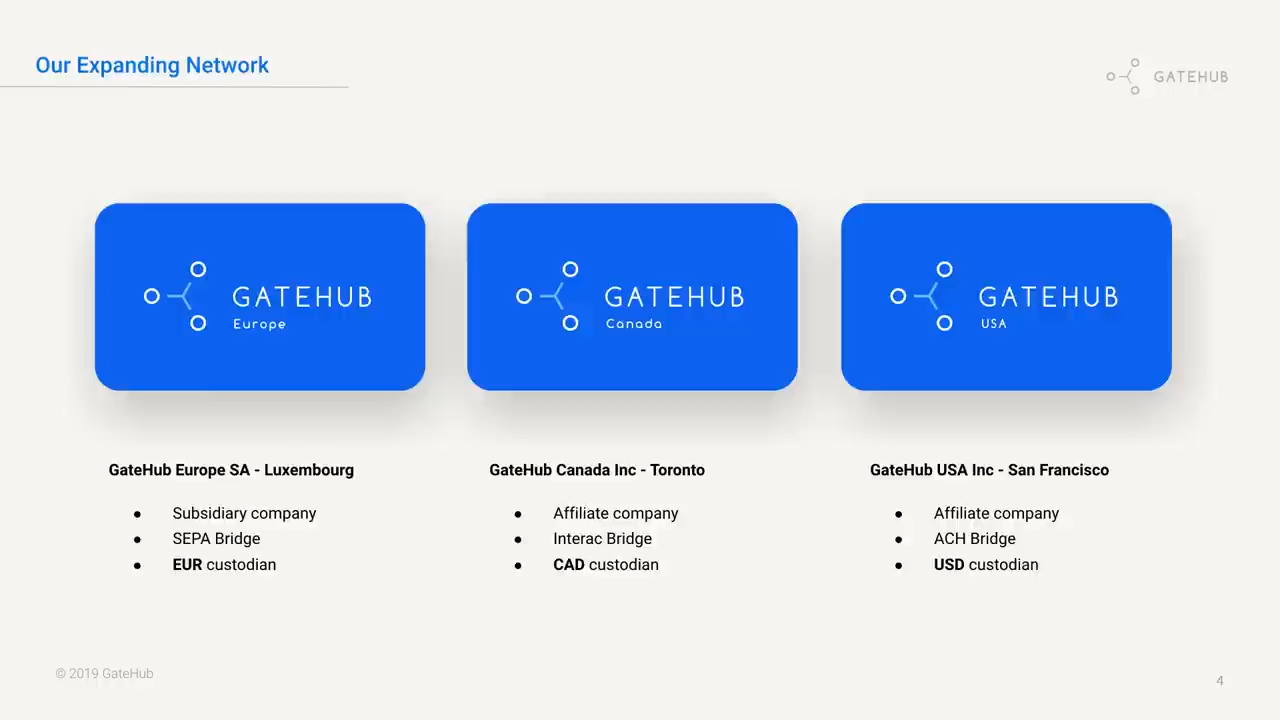 Our Expanding Network
GATEHUB
GATEHUB
Europe
GATEHUB
Canada
GATEHUB
USA
GateHub Europe SA - Luxembourg
● Subsidiary company
● SEPA Bridge
● EUR custodian
GateHub Canada Inc - Toronto
● Affiliate company
● Interac Bridge
● CAD custodian
GateHub USA Inc - San Francisco
● Affiliate company
● ACH Bridge
● USD custodian
© 2019 GateHub
4